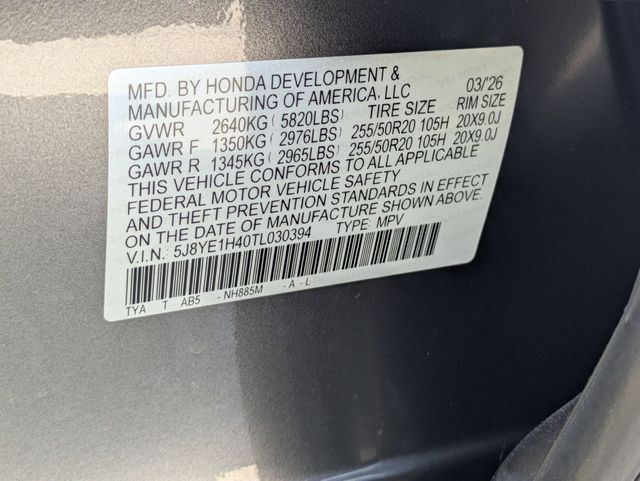 MFD. BY HONDA DEVELOPMENT &
MANUFACTURING OF AMERICA, LLC 03/'26
GVWR 2640KG ( 5820LBS) TIRE SIZE RIM SIZE
GAWR F 1350KG ( 2976LBS) 255/50R20 105H 20X9.0J
GAWR R 1345KG ( 2965LBS) 255/50R20 105H 20X9.0J
THIS VEHICLE CONFORMS TO ALL APPLICABLE
FEDERAL MOTOR VEHICLE SAFETY
AND THEFT PREVENTION STANDARDS IN EFFECT
ON THE DATE OF MANUFACTURE SHOWN ABOVE.
V.I.N: 5J8YE1H40TL030394 TYPE: MPV
TYA T AB5 - NH885M - A - L